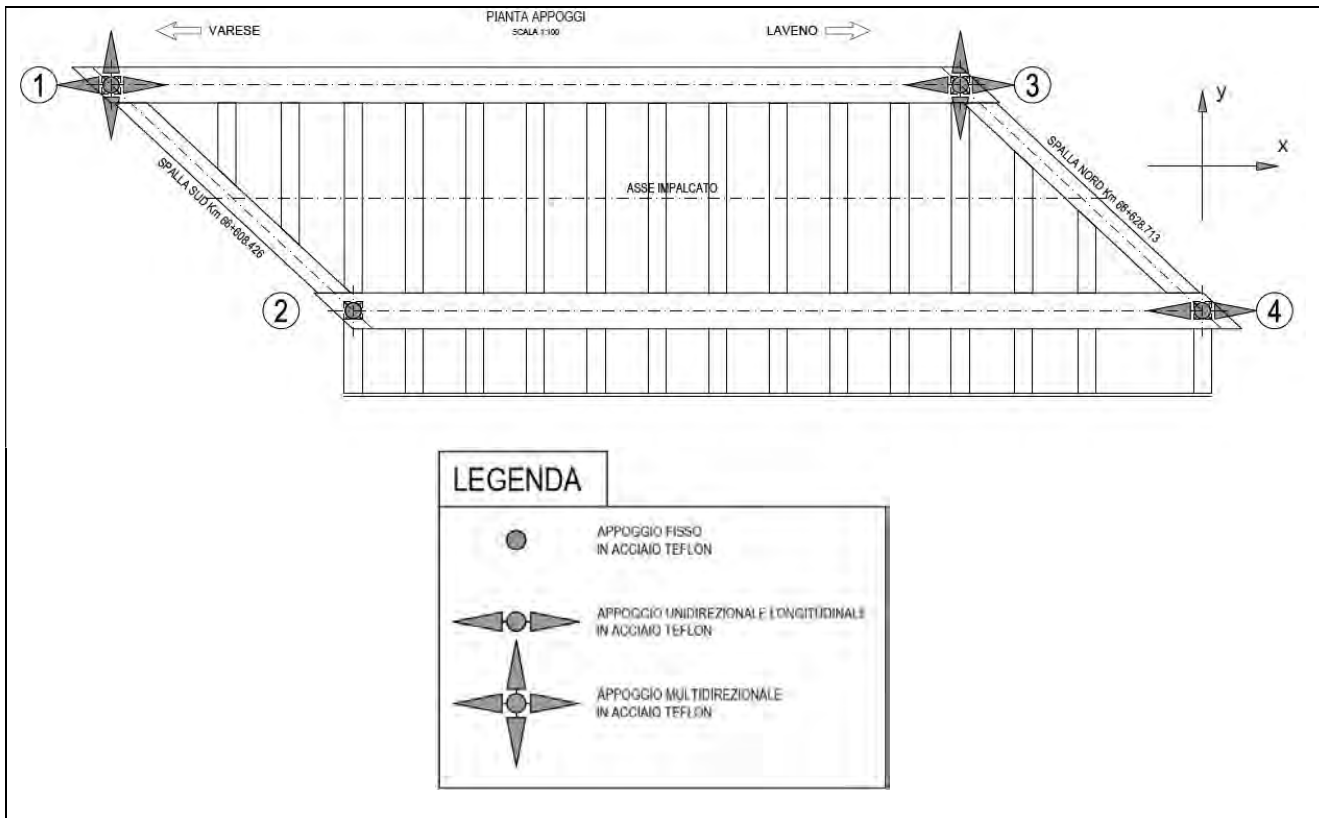 PIANTA APPOGGI
SCALA 1:100
VARESE
LAVENO
1
3
y
x
SPALLA SUD Km 66+608.426
ASSE IMPALCATO
SPALLA NORD Km 66+628.713
2
4
LEGENDA
APPOGGIO FISSO
IN ACCIAIO TEFLON
APPOGGIO UNIDIREZIONALE LONGITUDINALE
IN ACCIAIO TEFLON
APPOGGIO MULTIDIREZIONALE
IN ACCIAIO TEFLON